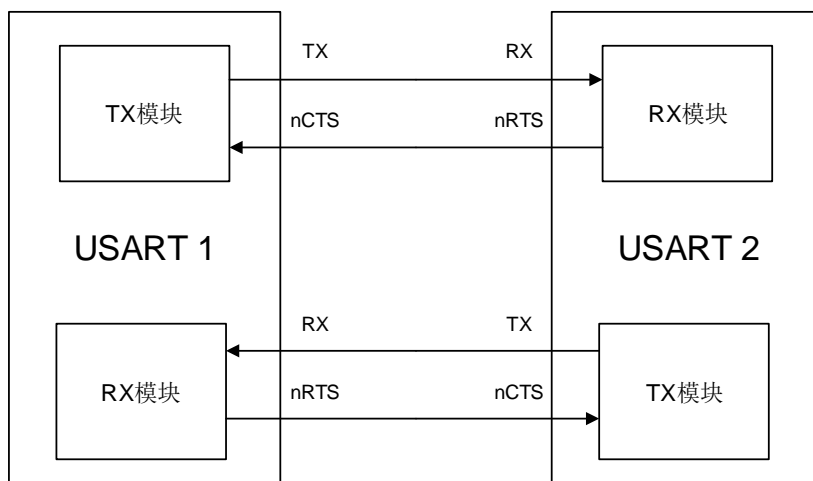 TX RX
TX模块 RX模块
nCTS nRTS
USART 1 USART 2
RX TX
RX模块 TX模块
nRTS nCTS